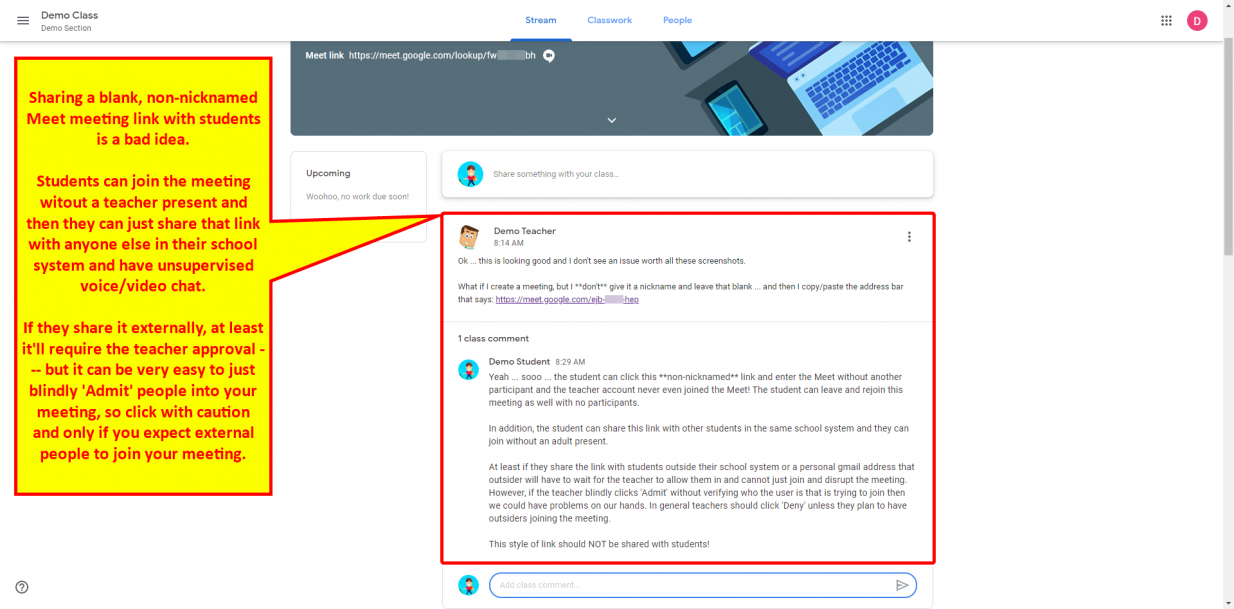 Demo Class
Demo Section
Stream
Classwork
People
D
Meet link https://meet.google.com/lookup/fw bh
Sharing a blank, non-nicknamed
Meet meeting link with students
is a bad idea.
Students can join the meeting
witout a teacher present and
then they can just share that link
with anyone else in their school
system and have unsupervised
voice/video chat.
If they share it externally, at least
it'll require the teacher approval -
-- but it can be very easy to just
blindly 'Admit' people into your
meeting, so click with caution
and only if you expect external
people to join your meeting.
Upcoming
Woohoo, no work due soon!
Share something with your class...
Demo Teacher
8:14 AM
Ok ... this is looking good and I don't see an issue worth all these screenshots.
What if I create a meeting, but I **don't** give it a nickname and leave that blank ... and then I copy/paste the address bar
that says: https://meet.google.com/ejb- -hep
1 class comment
Demo Student 8:29 AM
Yeah ... sooo ... the student can click this **non-nicknamed** link and enter the Meet without another
participant and the teacher account never even joined the Meet! The student can leave and rejoin this
meeting as well with no participants.
In addition, the student can share this link with other students in the same school system and they can
join without an adult present.
At least if they share the link with students outside their school system or a personal gmail address that
outsider will have to wait for the teacher to allow them in and cannot just join and disrupt the meeting.
However, if the teacher blindly clicks 'Admit' without verifying who the user is that is trying to join then
we could have problems on our hands. In general teachers should click 'Deny' unless they plan to have
outsiders joining the meeting.
This style of link should NOT be shared with students!
Add class comment...